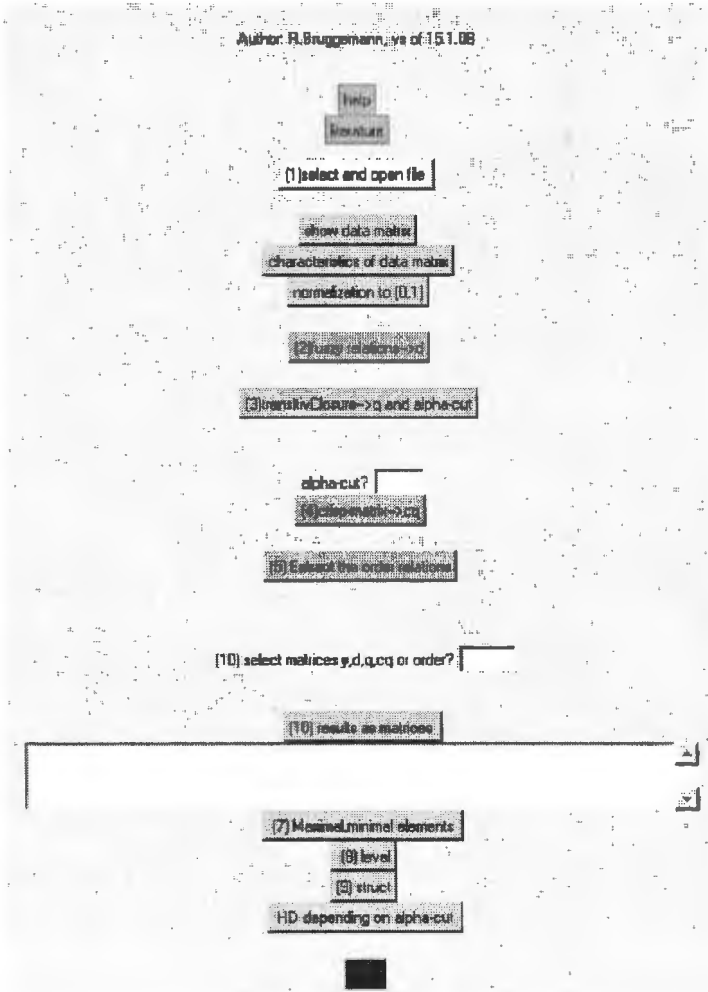 Author: R.Bruggemann, vs of 15.1.08
help
literature
(1)select and open file
show data matrix
characteristics of data matrix
normalization to [0,1]
(2)fuzzy relations->d
(3)transitivClosure->q and alpha-cut
alpha-cut?
(4)crispmatrix->cq
(5) Extract the order relations
(10) select matrices y,d,q,cq or order?
(10) results as matrices
(7) Maximal,minimal elements
(8) level
(9) struct
HD depending on alpha-cut